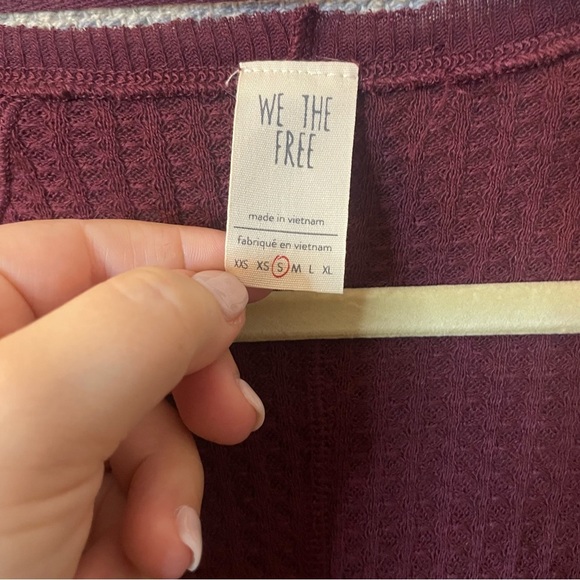 WE THE
FREE
made in vietnam
fabriqué en vietnam
XXS XS S M L XL